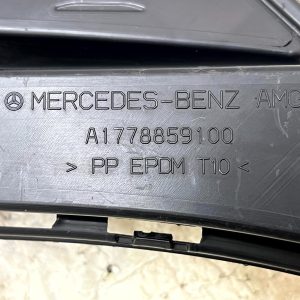 MERCEDES-BENZ AMG
A1778859100
> PP EPDM T10 <